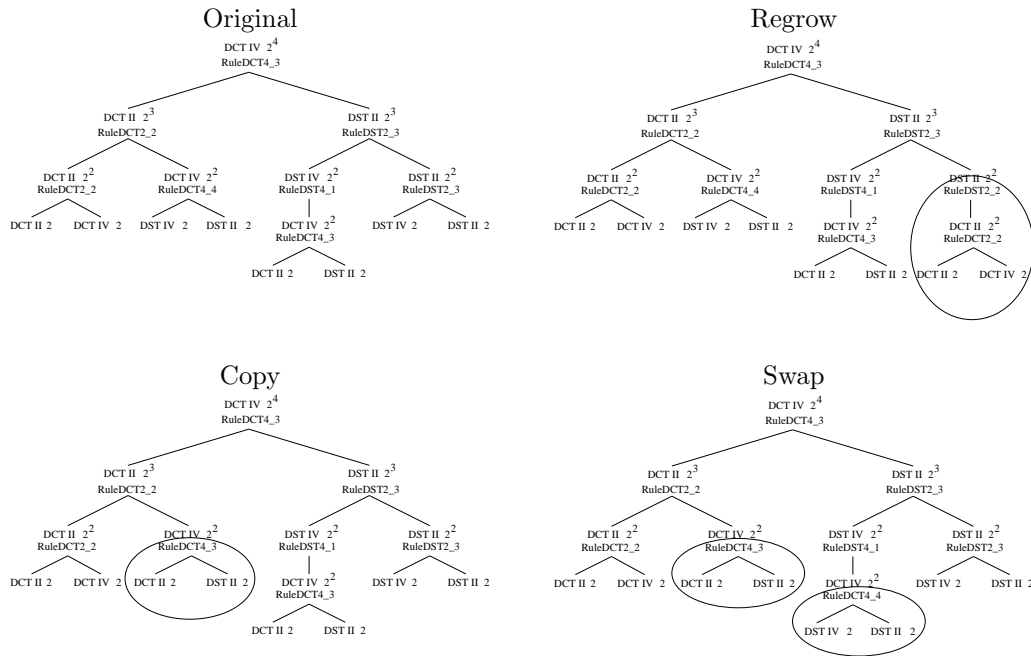 Original
DCT IV 2^4
RuleDCT4_3
DCT II 2^3
DST II 2^3
RuleDCT2_2
RuleDST2_3
DCT II 2^2
DCT IV 2^2
DST IV 2^2
DST II 2^2
RuleDCT2_2
RuleDCT4_4
RuleDST4_1
RuleDST2_3
DCT II 2
DCT IV 2
DST IV 2
DST II 2
DCT IV 2^2
DST IV 2
DST II 2
RuleDCT4_3
DCT II 2
DST II 2
Regrow
DCT IV 2^4
RuleDCT4_3
DCT II 2^3
DST II 2^3
RuleDCT2_2
RuleDST2_3
DCT II 2^2
DCT IV 2^2
DST IV 2^2
DST II 2^2
RuleDCT2_2
RuleDCT4_4
RuleDST4_1
RuleDST2_2
DCT II 2
DCT IV 2
DST IV 2
DST II 2
DCT IV 2^2
DCT II 2^2
RuleDCT4_3
RuleDCT2_2
DCT II 2
DST II 2
DCT II 2
DCT IV 2
Copy
DCT IV 2^4
RuleDCT4_3
DCT II 2^3
DST II 2^3
RuleDCT2_2
RuleDST2_3
DCT II 2^2
DCT IV 2^2
DST IV 2^2
DST II 2^2
RuleDCT2_2
RuleDCT4_3
RuleDST4_1
RuleDST2_3
DCT II 2
DCT IV 2
DCT II 2
DST II 2
DCT IV 2^2
DST IV 2
DST II 2
RuleDCT4_3
DCT II 2
DST II 2
Swap
DCT IV 2^4
RuleDCT4_3
DCT II 2^3
DST II 2^3
RuleDCT2_2
RuleDST2_3
DCT II 2^2
DCT IV 2^2
DST IV 2^2
DST II 2^2
RuleDCT2_2
RuleDCT4_3
RuleDST4_1
RuleDST2_3
DCT II 2
DCT IV 2
DCT II 2
DST II 2
DCT IV 2^2
DST IV 2
DST II 2
RuleDCT4_4
DST IV 2
DST II 2